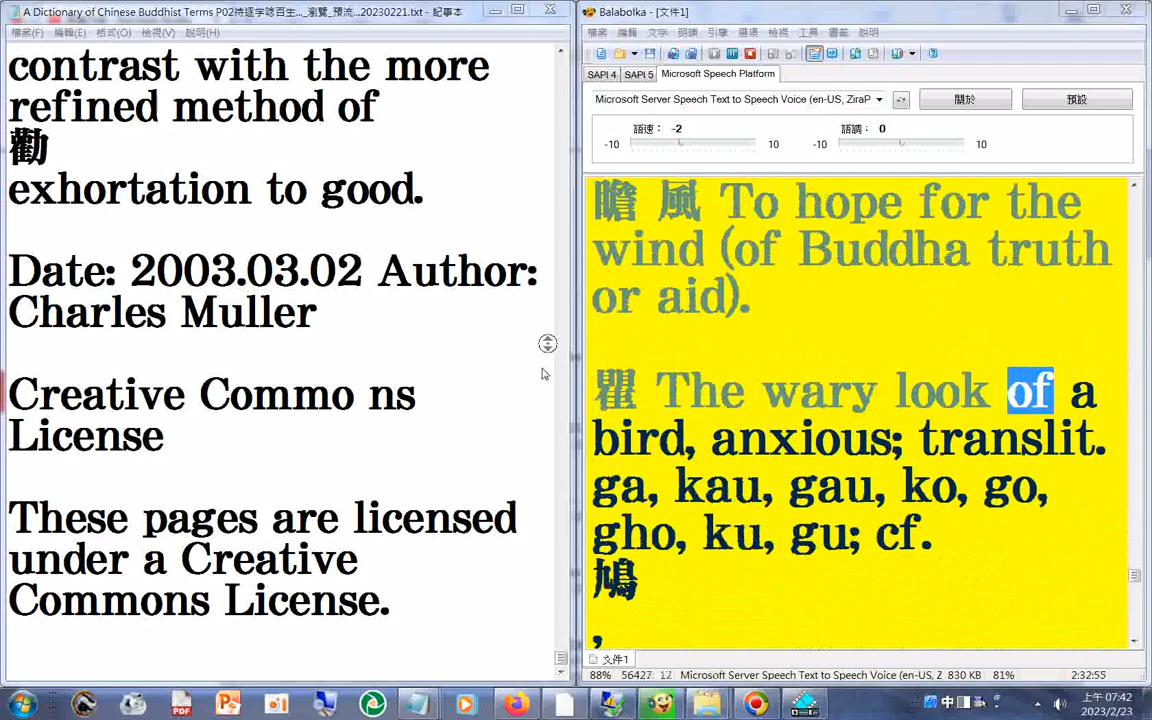 A Dictionary of Chinese Buddhist Terms P02待逐字唸百生..._瀏覽_預流...20230221.txt - 記事本
檔案(F) 編輯(E) 格式(O) 檢視(V) 說明(H)
contrast with the more
refined method of
勸
exhortation to good.
Date: 2003.03.02 Author:
Charles Muller
Creative Commo ns
License
These pages are licensed
under a Creative
Commons License.
Balabolka - [文件1]
檔案 編輯 文字 朗讀 引擎 選項 檢視 工具 書籤 說明
SAPI 4 SAPI 5 Microsoft Speech Platform
Microsoft Server Speech Text to Speech Voice (en-US, ZiraP
關於
預設
語速： -2
語調： 0
-10 10 -10 10
瞻 風 To hope for the
wind (of Buddha truth
or aid).
瞿 The wary look of a
bird, anxious; translit.
ga, kau, gau, ko, go,
gho, ku, gu; cf.
鳩
,
文件1
88% 56427: 12 Microsoft Speech Platform: Microsoft Server Speech Text to Speech Voice (en-US, Z 830 KB 81% 2:32:55
中
上午 07:42
2023/2/23